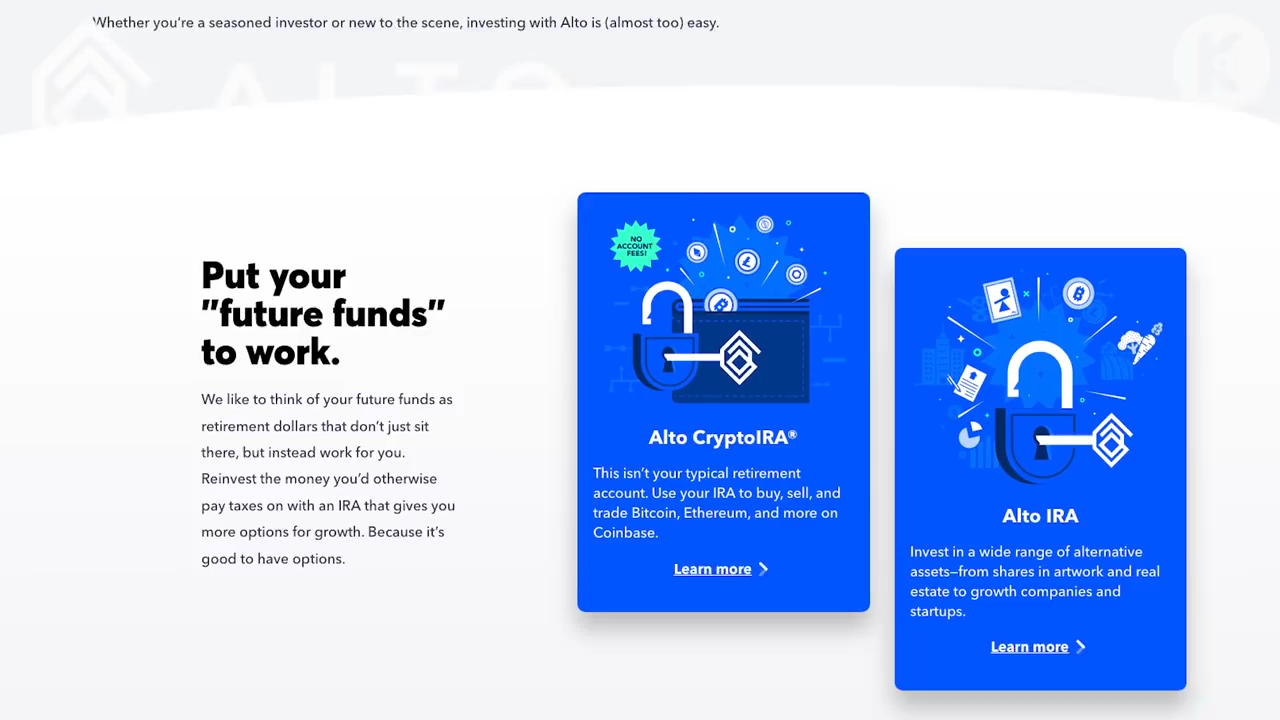 Whether you're a seasoned investor or new to the scene, investing with Alto is (almost too) easy.
ALTO
Put your
"future funds"
to work.
We like to think of your future funds as
retirement dollars that don't just sit
there, but instead work for you.
Reinvest the money you'd otherwise
pay taxes on with an IRA that gives you
more options for growth. Because it's
good to have options.
NO
ACCOUNT
FEES!
Alto CryptoIRA®
This isn't your typical retirement
account. Use your IRA to buy, sell, and
trade Bitcoin, Ethereum, and more on
Coinbase.
Learn more
Alto IRA
Invest in a wide range of alternative
assets—from shares in artwork and real
estate to growth companies and
startups.
Learn more